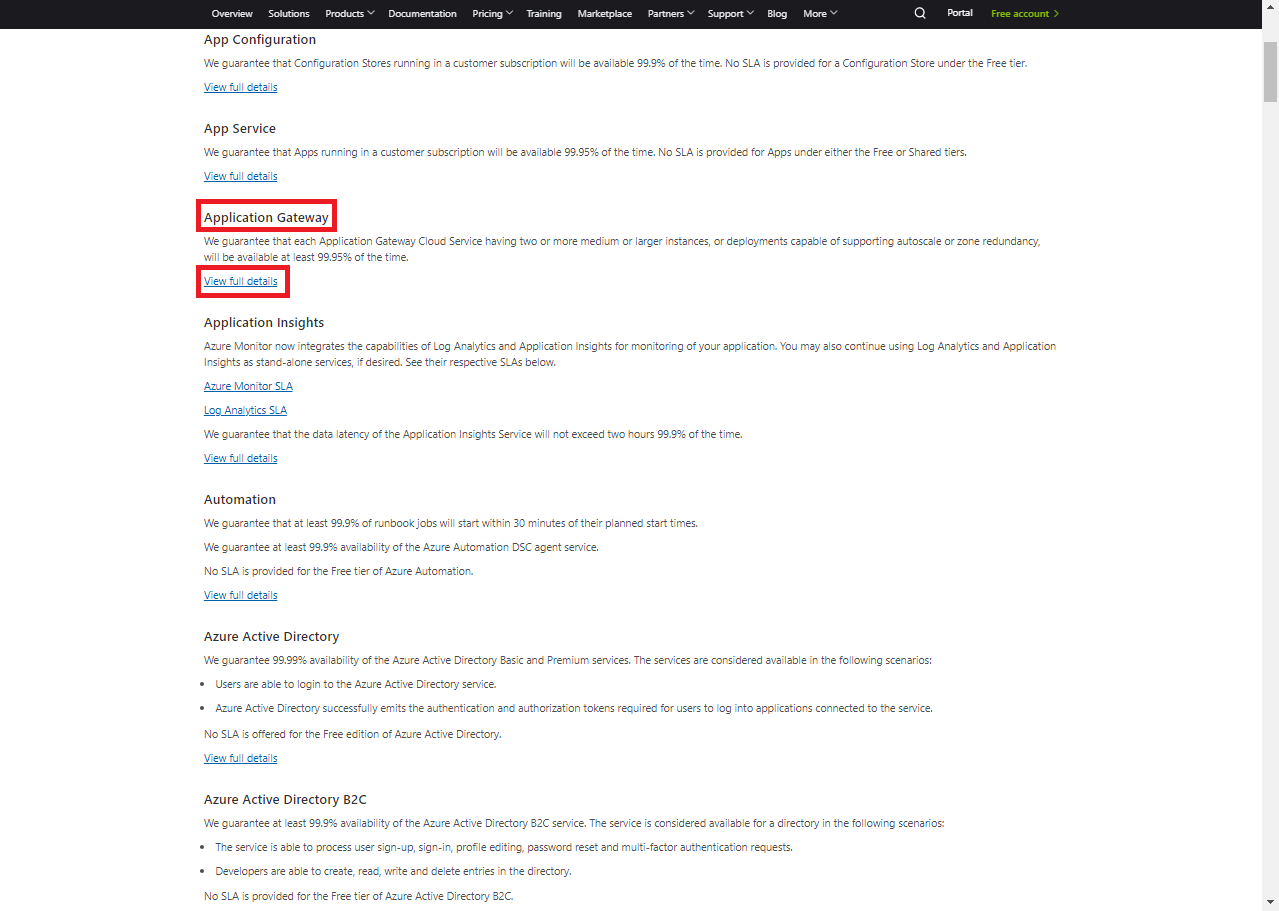 Overview Solutions Products Documentation Pricing Training Marketplace Partners Support Blog More Portal Free account
App Configuration
We guarantee that Configuration Stores running in a customer subscription will be available 99.9% of the time. No SLA is provided for a Configuration Store under the Free tier.
View full details
App Service
We guarantee that Apps running in a customer subscription will be available 99.95% of the time. No SLA is provided for Apps under either the Free or Shared tiers.
View full details
Application Gateway
We guarantee that each Application Gateway Cloud Service having two or more medium or larger instances, or deployments capable of supporting autoscale or zone redundancy,
will be available at least 99.95% of the time.
View full details
Application Insights
Azure Monitor now integrates the capabilities of Log Analytics and Application Insights for monitoring of your application. You may also continue using Log Analytics and Application
Insights as stand-alone services, if desired. See their respective SLAs below.
Azure Monitor SLA
Log Analytics SLA
We guarantee that the data latency of the Application Insights Service will not exceed two hours 99.9% of the time.
View full details
Automation
We guarantee that at least 99.9% of runbook jobs will start within 30 minutes of their planned start times.
We guarantee at least 99.9% availability of the Azure Automation DSC agent service.
No SLA is provided for the Free tier of Azure Automation.
View full details
Azure Active Directory
We guarantee 99.99% availability of the Azure Active Directory Basic and Premium services. The services are considered available in the following scenarios:
• Users are able to login to the Azure Active Directory service.
• Azure Active Directory successfully emits the authentication and authorization tokens required for users to log into applications connected to the service.
No SLA is offered for the Free edition of Azure Active Directory.
View full details
Azure Active Directory B2C
We guarantee at least 99.9% availability of the Azure Active Directory B2C service. The service is considered available for a directory in the following scenarios:
• The service is able to process user sign-up, sign-in, profile editing, password reset and multi-factor authentication requests.
• Developers are able to create, read, write and delete entries in the directory.
No SLA is provided for the Free tier of Azure Active Directory B2C.